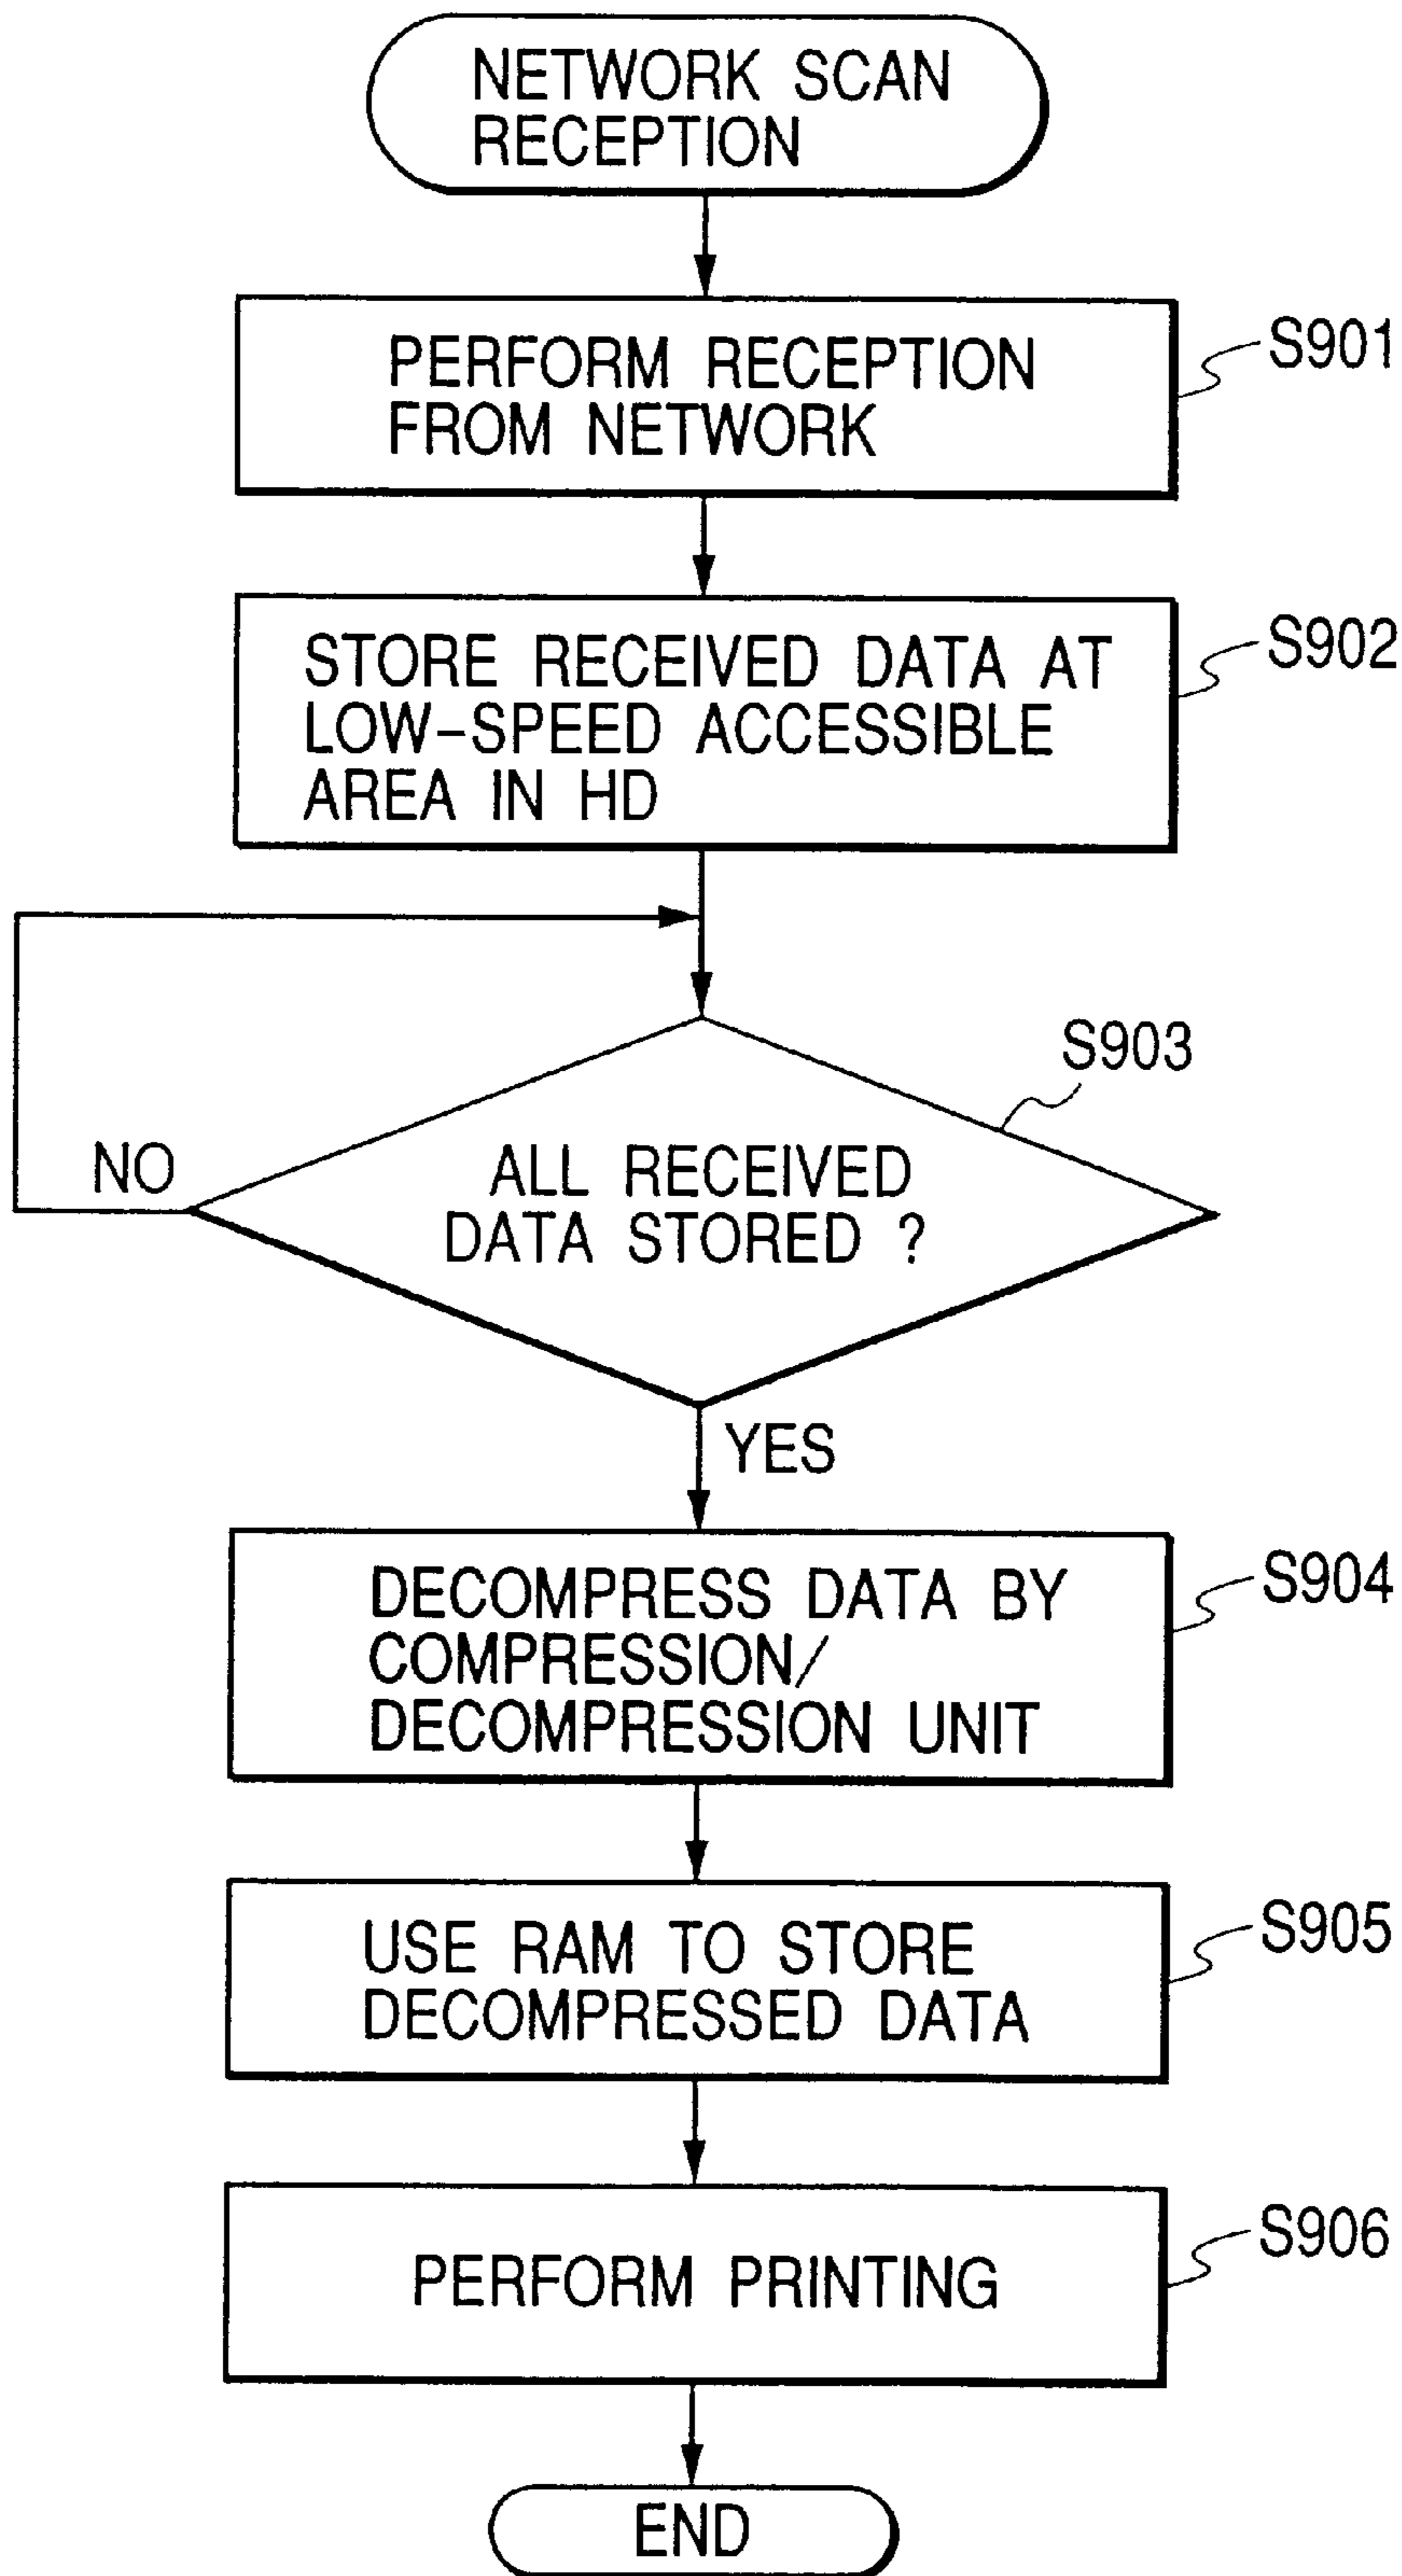 NETWORK SCAN
RECEPTION
PERFORM RECEPTION
FROM NETWORK
S901
STORE RECEIVED DATA AT
LOW-SPEED ACCESSIBLE
AREA IN HD
S902
S903
ALL RECEIVED
DATA STORED ?
NO
YES
DECOMPRESS DATA BY
COMPRESSION/
DECOMPRESSION UNIT
S904
USE RAM TO STORE
DECOMPRESSED DATA
S905
PERFORM PRINTING
S906
END